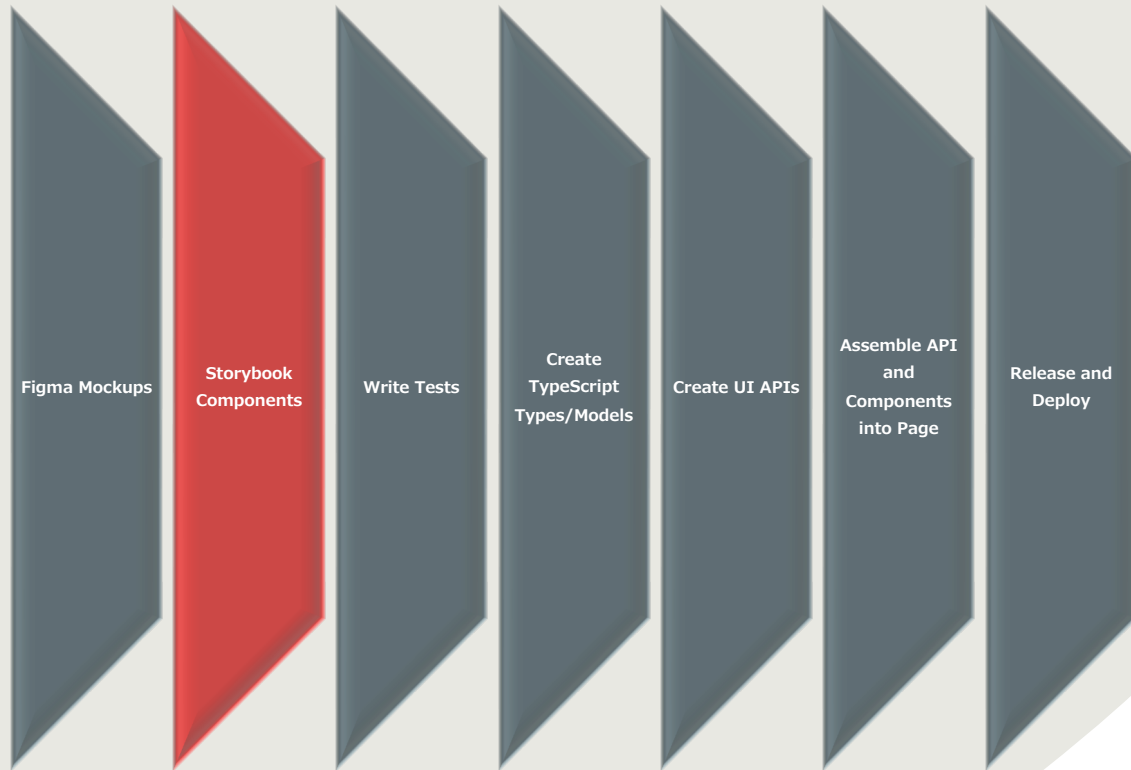 Figma Mockups
Storybook
Components
Write Tests
Create
TypeScript
Types/Models
Create UI APIs
Assemble API
and
Components
into Page
Release and
Deploy